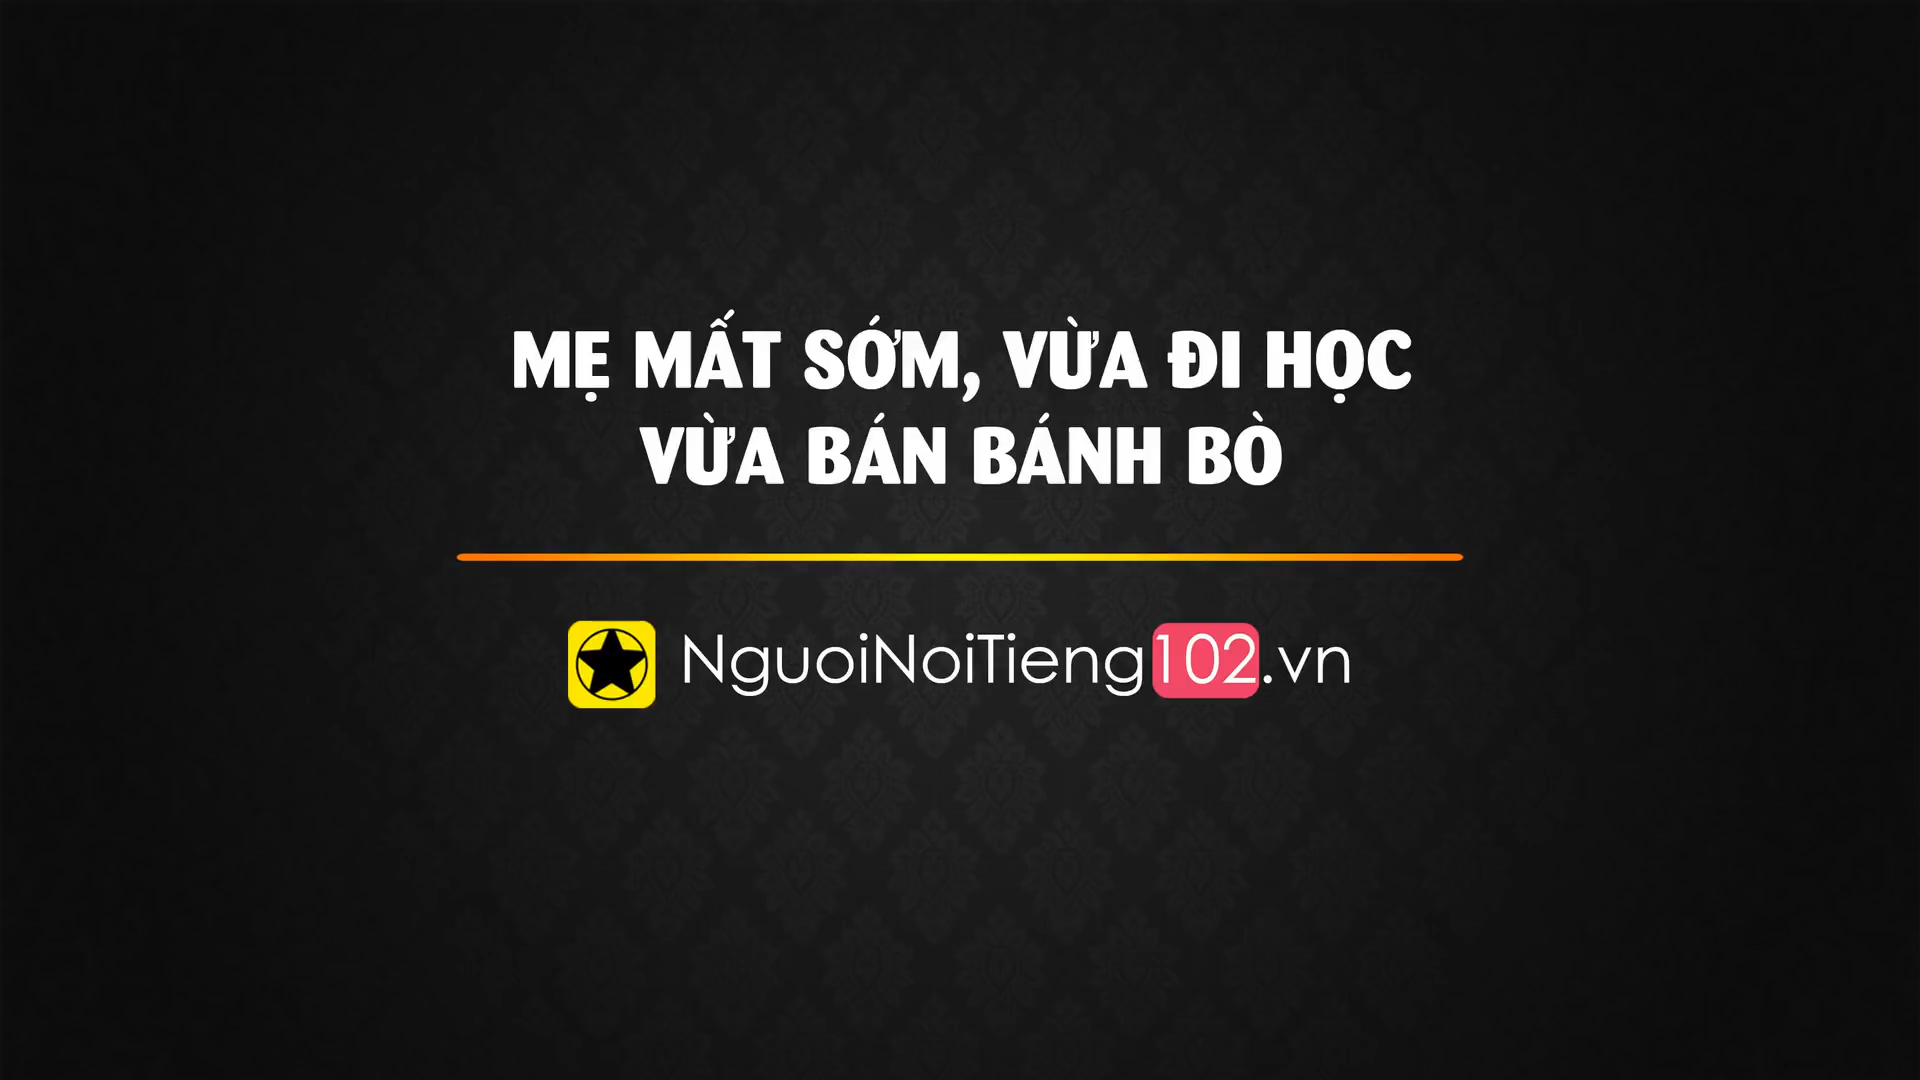 MẸ MẤT SỚM, VỪA ĐI HỌC
VỪA BÁN BÁNH BÒ
NguoiNoiTieng102.vn